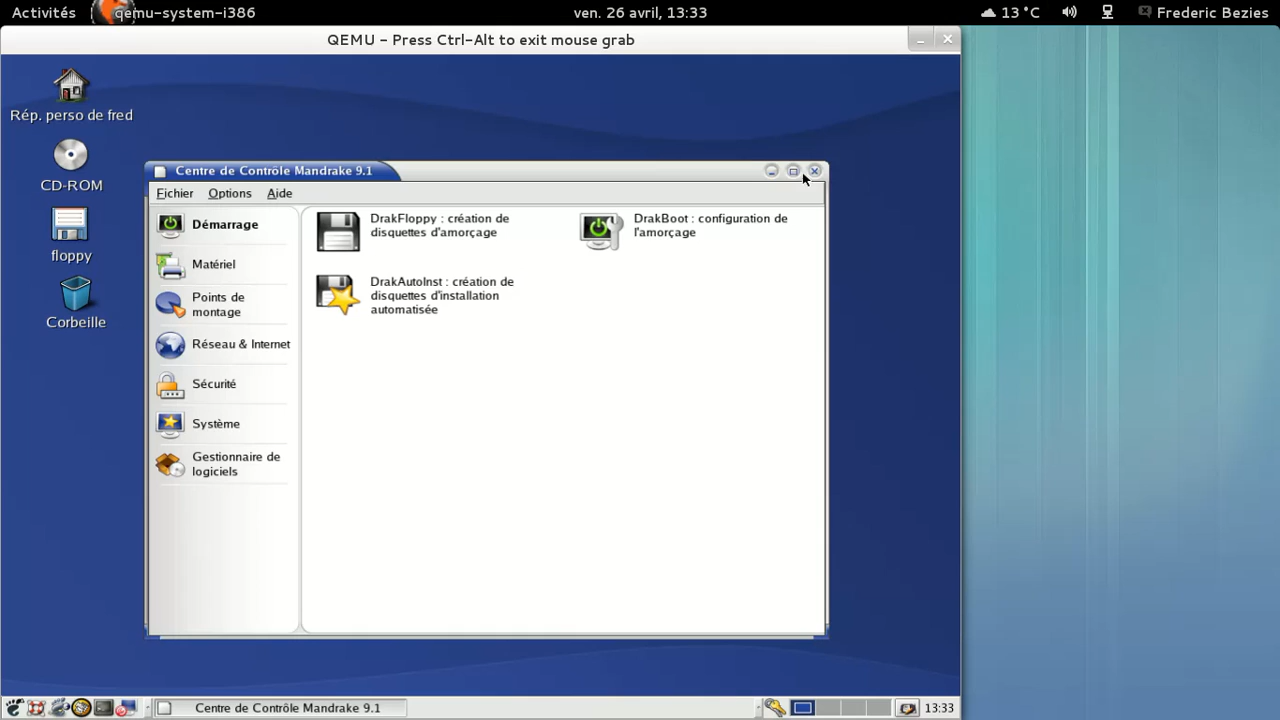 Activités qemu-system-i386 ven. 26 avril, 13:33 13 °C Frederic Bezies
QEMU - Press Ctrl-Alt to exit mouse grab
Rép. perso de fred
CD-ROM
floppy
Corbeille
Centre de Contrôle Mandrake 9.1
Fichier Options Aide
Démarrage
Matériel
Points de
montage
Réseau & Internet
Sécurité
Système
Gestionnaire de
logiciels
DrakFloppy : création de
disquettes d'amorçage
DrakBoot : configuration de
l'amorçage
DrakAutoInst : création de
disquettes d'installation
automatisée
Centre de Contrôle Mandrake 9.1 13:33